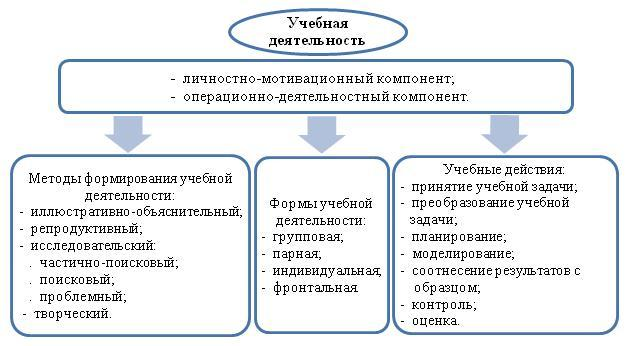 Учебная
деятельность
- личностно-мотивационный компонент;
- операционно-деятельностный компонент.
Методы формирования учебной
деятельности:
- иллюстративно-объяснительный;
- репродуктивный;
- исследовательский:
. частично-поисковый;
. поисковый;
. проблемный;
- творческий.
Формы учебной
деятельности:
- групповая;
- парная;
- индивидуальная;
- фронтальная.
Учебные действия:
- принятие учебной задачи;
- преобразование учебной
задачи;
- планирование;
- моделирование;
- соотнесение результатов с
образцом;
- контроль;
- оценка.